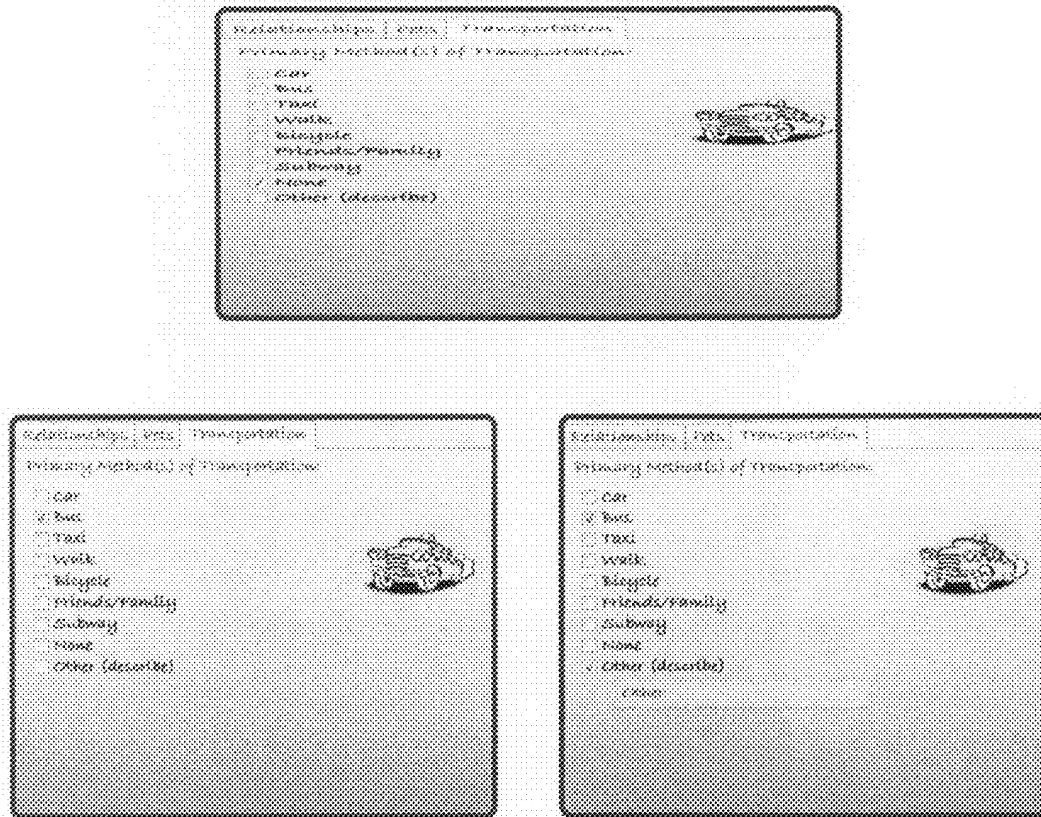 Relationships Pets Transportation
Primary Method(s) of Transportation:
Car
Bus
Taxi
Walk
Bicycle
Friends/Family
Subway
None
Other (describe)
Relationships Pets Transportation
Primary Method(s) of Transportation:
Car
Bus
Taxi
Walk
Bicycle
Friends/Family
Subway
None
Other (describe)
Relationships Pets Transportation
Primary Method(s) of Transportation:
Car
Bus
Taxi
Walk
Bicycle
Friends/Family
Subway
None
Other (describe)